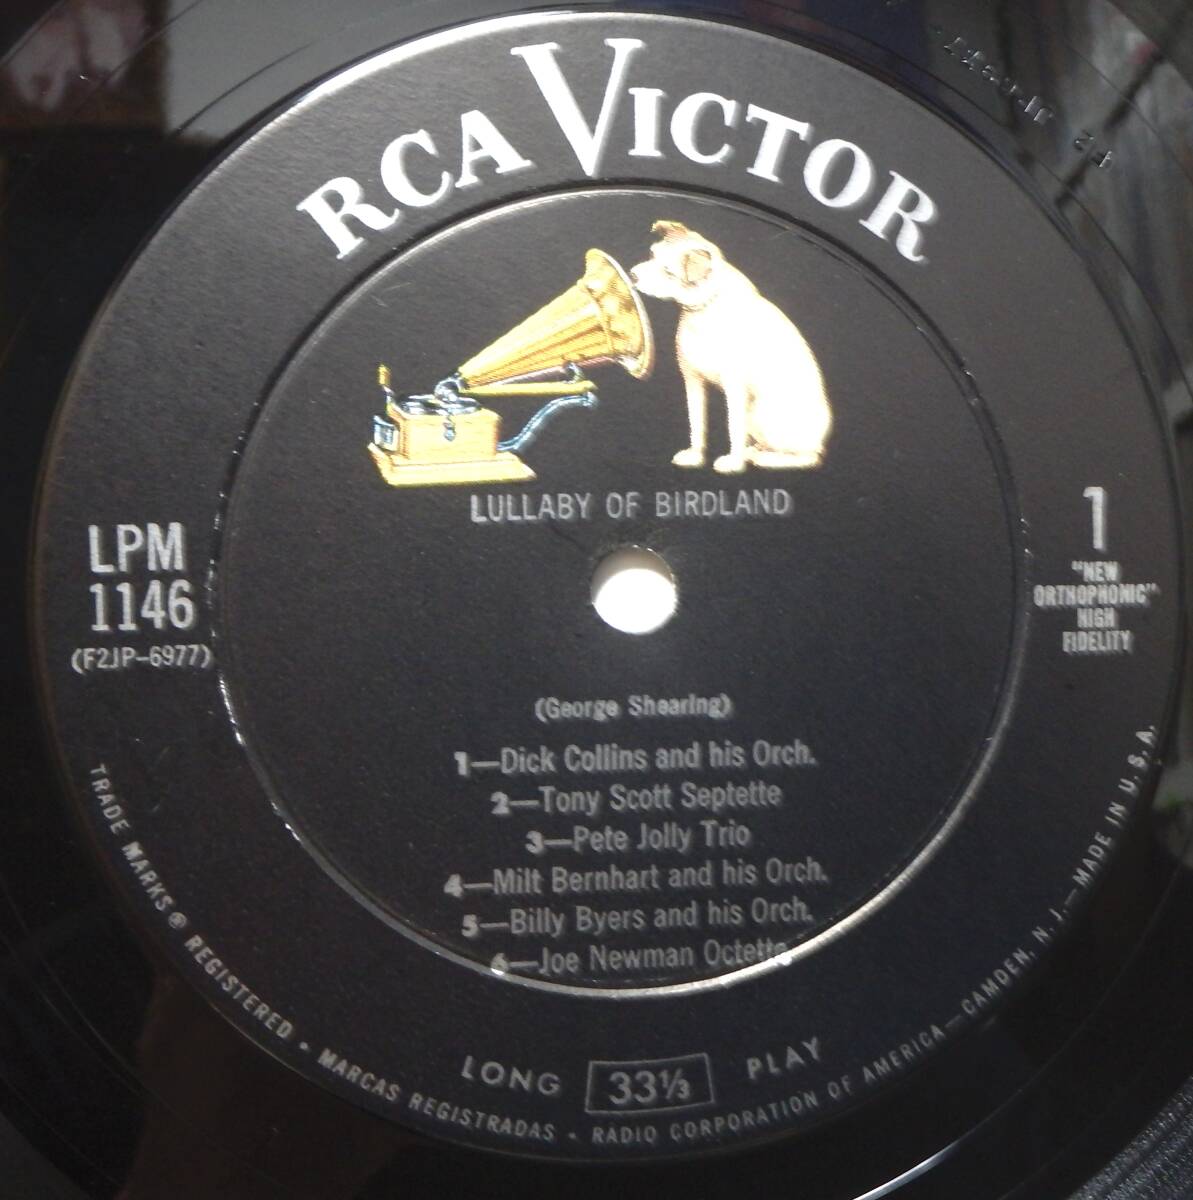 RCA VICTOR
LULLABY OF BIRDLAND
LPM
1146
(F2JP-6977)
1
"NEW
ORTHOPHONIC"
HIGH
FIDELITY
(George Shearing)
1—Dick Collins and his Orch.
2—Tony Scott Septette
3—Pete Jolly Trio
4—Milt Bernhart and his Orch.
5—Billy Byers and his Orch.
6—Joe Newman Octette
LONG 33⅓ PLAY
TRADE MARKS ® REGISTERED • MARCAS REGISTRADAS • RADIO CORPORATION OF AMERICA—CAMDEN, N. J.—MADE IN U. S. A.